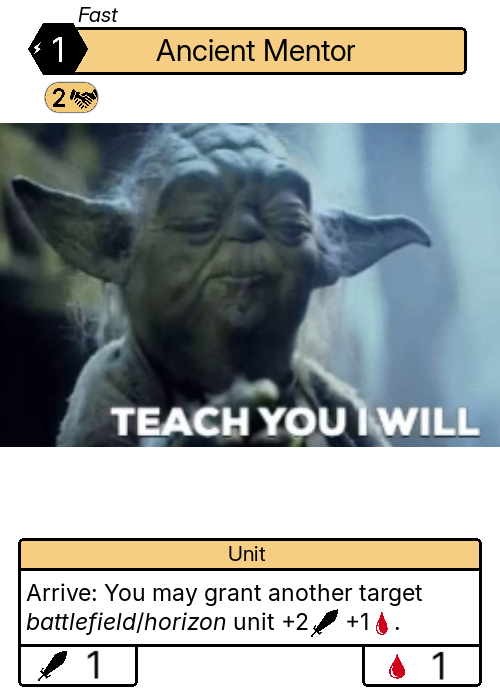 Fast
1
Ancient Mentor
2
TEACH YOU I WILL
Unit
Arrive: You may grant another target
battlefield/horizon unit +2 +1 .
1
1